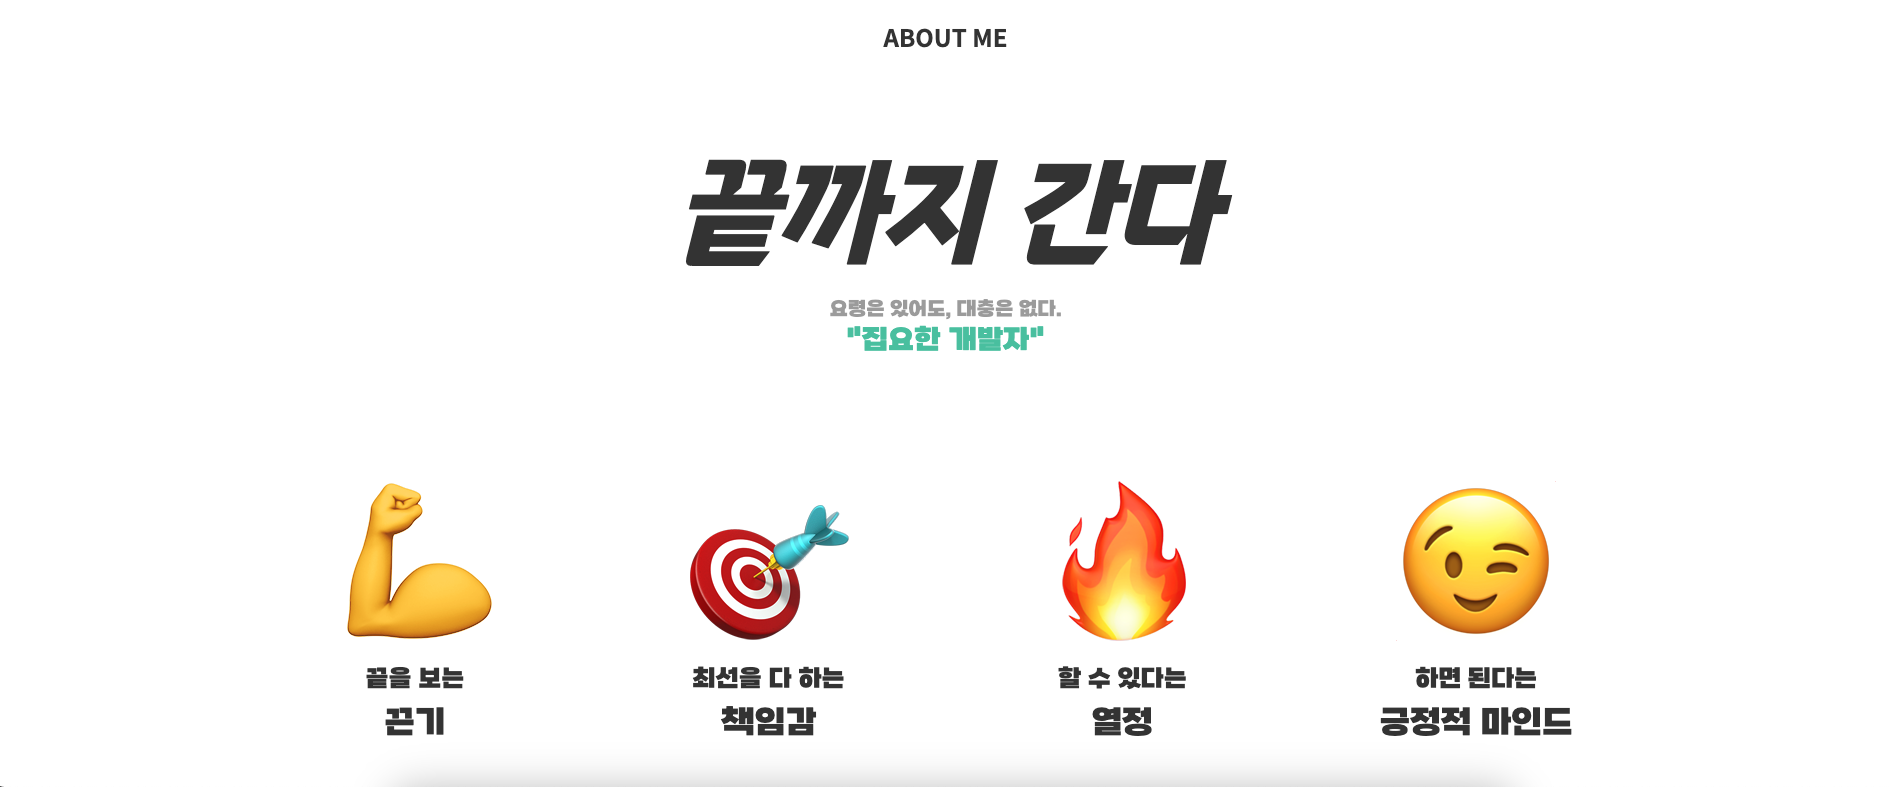 ABOUT ME
끝까지 간다
요령은 있어도, 대충은 없다.
"집요한 개발자"
끝을 보는
끈기
최선을 다 하는
책임감
할 수 있다는
열정
하면 된다는
긍정적 마인드